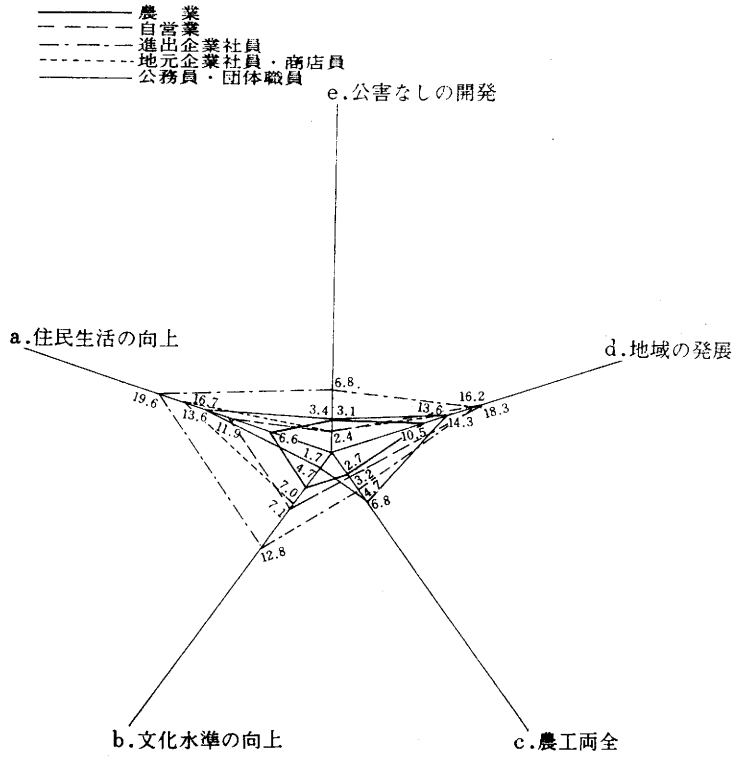 農業
自営業
進出企業社員
地元企業社員・商店員
公務員・団体職員
e.公害なしの開発
a.住民生活の向上
d.地域の発展
6.8
19.6
16.7
3.4
3.1
13.6
16.2
18.3
13.6
11.9
6.6
2.4
10.5
14.3
1.7
4.7
2.7
7.0
7.1
6.8
12.8
b.文化水準の向上
c.農工両全